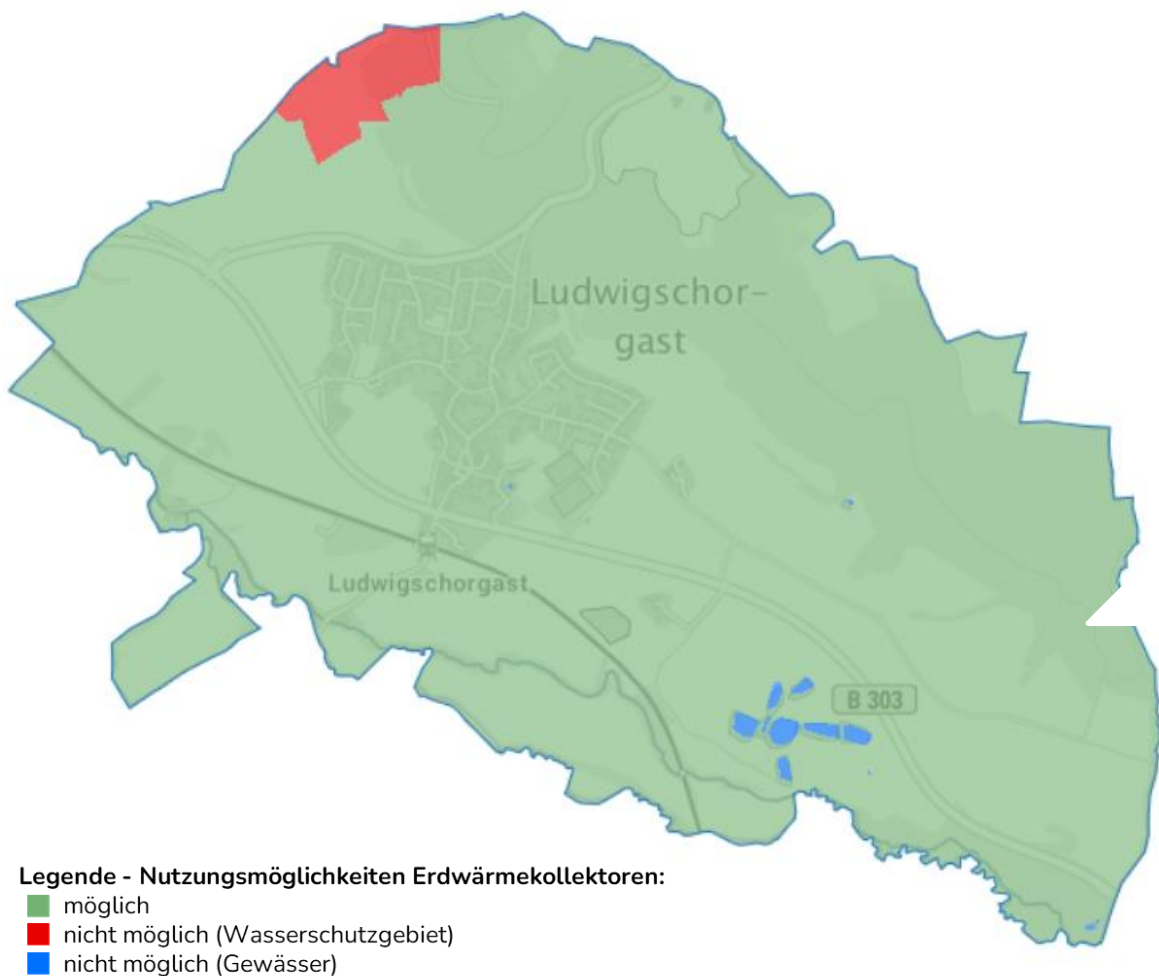 Ludwigschor-
gast
Ludwigschorgast
B 303
Legende - Nutzungsmöglichkeiten Erdwärmekollektoren:
möglich
nicht möglich (Wasserschutzgebiet)
nicht möglich (Gewässer)